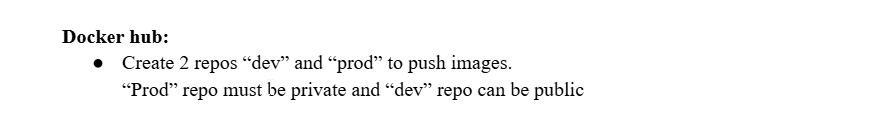 Docker hub:
● Create 2 repos “dev” and “prod” to push images.
“Prod” repo must be private and “dev” repo can be public